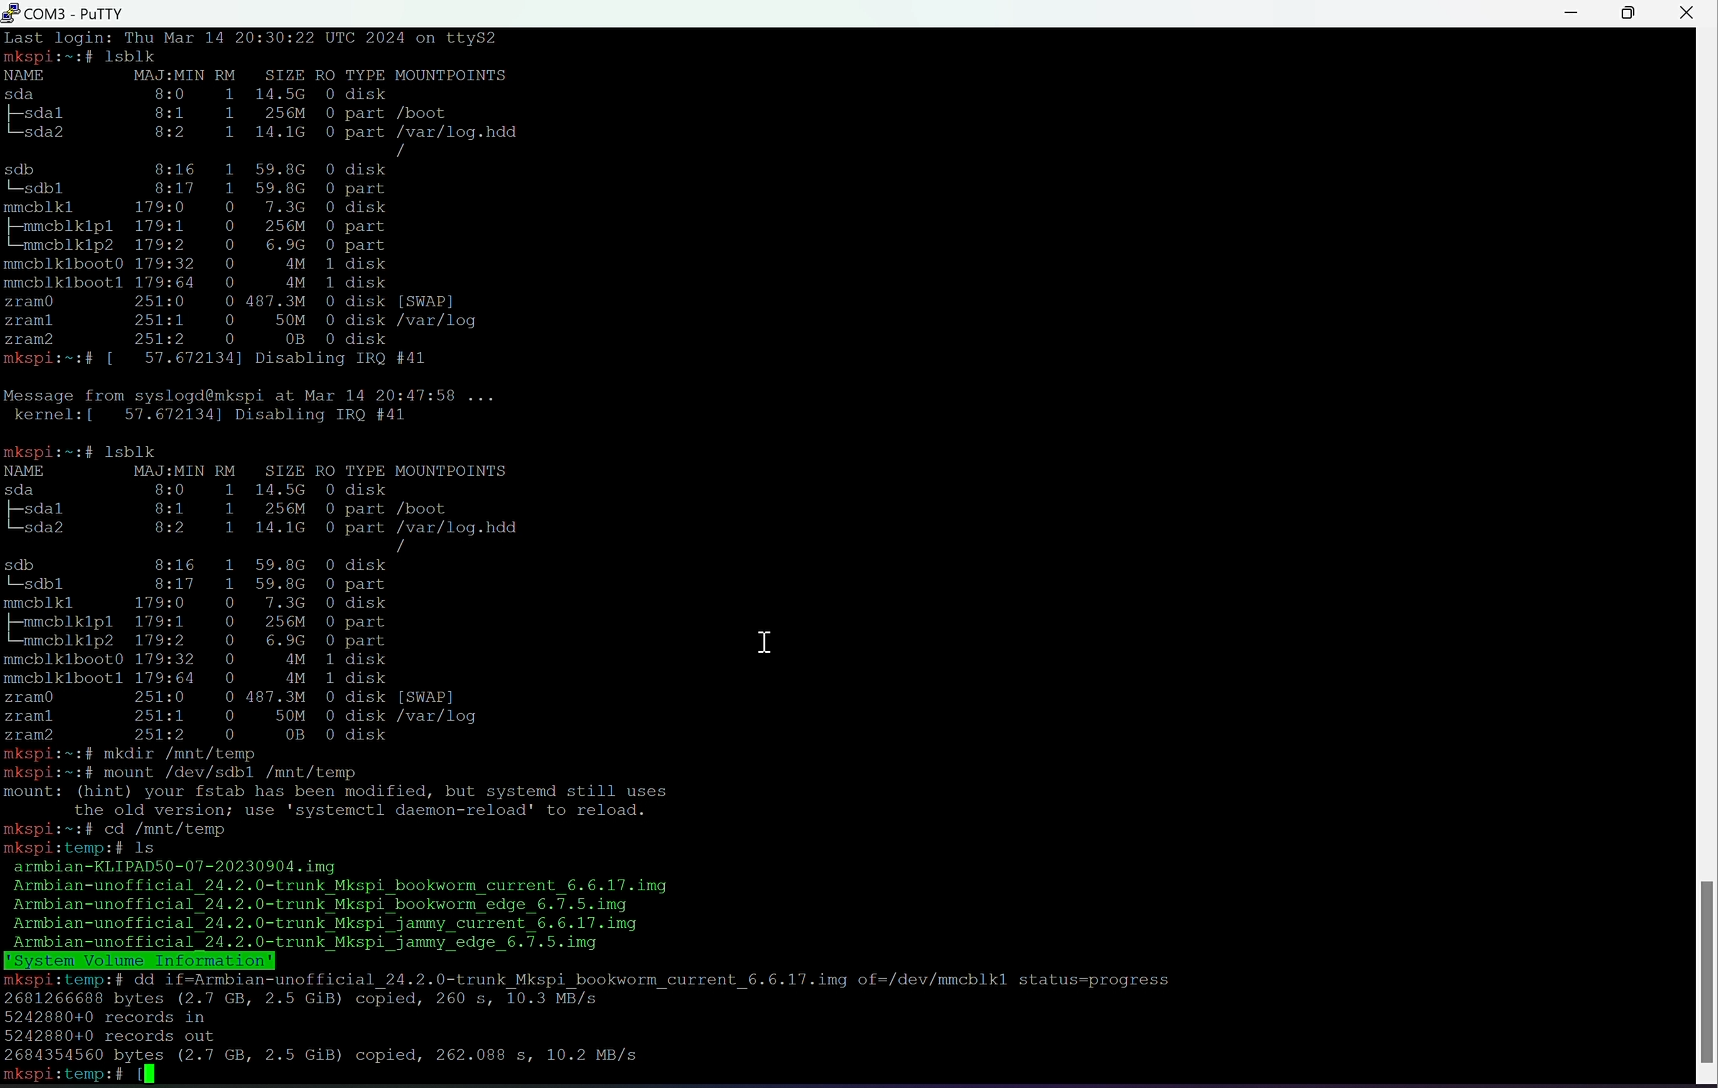 COM3 - PuTTY
Last login: Thu Mar 14 20:30:22 UTC 2024 on ttyS2
mkspi:~:# lsblk
NAME         MAJ:MIN RM   SIZE RO TYPE MOUNTPOINTS
sda            8:0    1  14.5G  0 disk
├─sda1         8:1    1   256M  0 part /boot
└─sda2         8:2    1  14.1G  0 part /var/log.hdd
                                       /
sdb            8:16   1  59.8G  0 disk
└─sdb1         8:17   1  59.8G  0 part
mmcblk1      179:0    0   7.3G  0 disk
├─mmcblk1p1  179:1    0   256M  0 part
└─mmcblk1p2  179:2    0   6.9G  0 part
mmcblk1boot0 179:32   0     4M  1 disk
mmcblk1boot1 179:64   0     4M  1 disk
zram0        251:0    0 487.3M  0 disk [SWAP]
zram1        251:1    0    50M  0 disk /var/log
zram2        251:2    0     0B  0 disk
mkspi:~:# [   57.672134] Disabling IRQ #41
Message from syslogd@mkspi at Mar 14 20:47:58 ...
 kernel:[   57.672134] Disabling IRQ #41
mkspi:~:# lsblk
NAME         MAJ:MIN RM   SIZE RO TYPE MOUNTPOINTS
sda            8:0    1  14.5G  0 disk
├─sda1         8:1    1   256M  0 part /boot
└─sda2         8:2    1  14.1G  0 part /var/log.hdd
                                       /
sdb            8:16   1  59.8G  0 disk
└─sdb1         8:17   1  59.8G  0 part
mmcblk1      179:0    0   7.3G  0 disk
├─mmcblk1p1  179:1    0   256M  0 part
└─mmcblk1p2  179:2    0   6.9G  0 part
mmcblk1boot0 179:32   0     4M  1 disk
mmcblk1boot1 179:64   0     4M  1 disk
zram0        251:0    0 487.3M  0 disk [SWAP]
zram1        251:1    0    50M  0 disk /var/log
zram2        251:2    0     0B  0 disk
mkspi:~:# mkdir /mnt/temp
mkspi:~:# mount /dev/sdb1 /mnt/temp
mount: (hint) your fstab has been modified, but systemd still uses
       the old version; use 'systemctl daemon-reload' to reload.
mkspi:~:# cd /mnt/temp
mkspi:temp:# ls
 armbian-KLIPAD50-07-20230904.img
 Armbian-unofficial_24.2.0-trunk_Mkspi_bookworm_current_6.6.17.img
 Armbian-unofficial_24.2.0-trunk_Mkspi_bookworm_edge_6.7.5.img
 Armbian-unofficial_24.2.0-trunk_Mkspi_jammy_current_6.6.17.img
 Armbian-unofficial_24.2.0-trunk_Mkspi_jammy_edge_6.7.5.img
'System Volume Information'
mkspi:temp:# dd if=Armbian-unofficial_24.2.0-trunk_Mkspi_bookworm_current_6.6.17.img of=/dev/mmcblk1 status=progress
2681266688 bytes (2.7 GB, 2.5 GiB) copied, 260 s, 10.3 MB/s
5242880+0 records in
5242880+0 records out
2684354560 bytes (2.7 GB, 2.5 GiB) copied, 262.088 s, 10.2 MB/s
mkspi:temp:# [